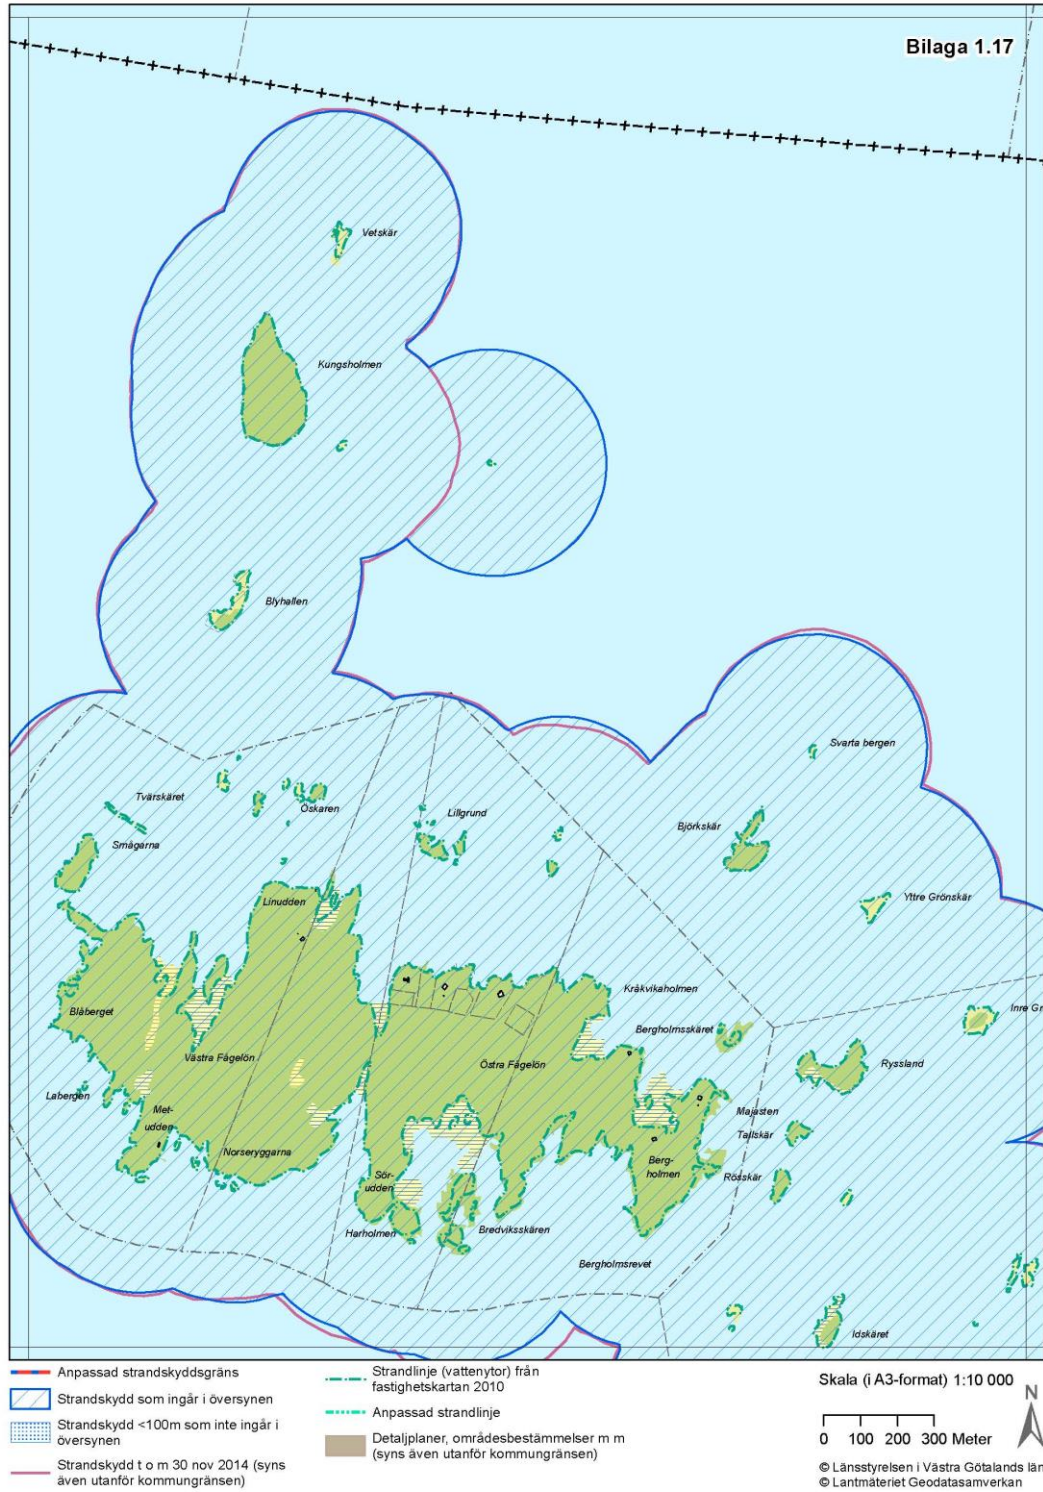 Bilaga 1.17
Vetskär
Kungsholmen
Blyhallen
Svarta bergen
Tvärskäret
Öskaren
Lillgrund
Björkskär
Smågarna
Yttre Grönskär
Linudden
Kråkvikaholmen
Inre Gr
Blåberget
Bergholmsskäret
Västra Fågelön
Östra Fågelön
Ryssland
Labergen
Met-
udden
Majasten
Tallskär
Norseryggarna
Sör-
udden
Berg-
holmen
Rösskär
Harholmen
Bredviksskären
Bergholmsrevet
Idskäret
Anpassad strandskyddsgräns
Strandskydd som ingår i översynen
Strandskydd <100m som inte ingår i
översynen
Strandskydd t o m 30 nov 2014 (syns
även utanför kommungränsen)
Strandlinje (vattenytor) från
fastighetskartan 2010
Anpassad strandlinje
Detaljplaner, områdesbestämmelser m m
(syns även utanför kommungränsen)
Skala (i A3-format) 1:10 000
N
0 100 200 300 Meter
© Länsstyrelsen i Västra Götalands län
© Lantmäteriet Geodatasamverkan